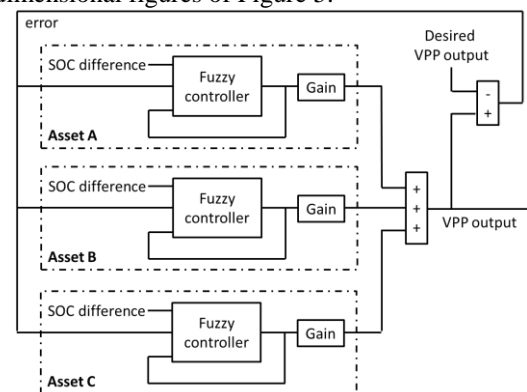 dimensional figures of Figure 3.
error
Desired
VPP output
SOC difference
Fuzzy
controller
Gain
Asset A
-
+
SOC difference
Fuzzy
controller
Gain
Asset B
+
+
+
VPP output
SOC difference
Fuzzy
controller
Gain
Asset C